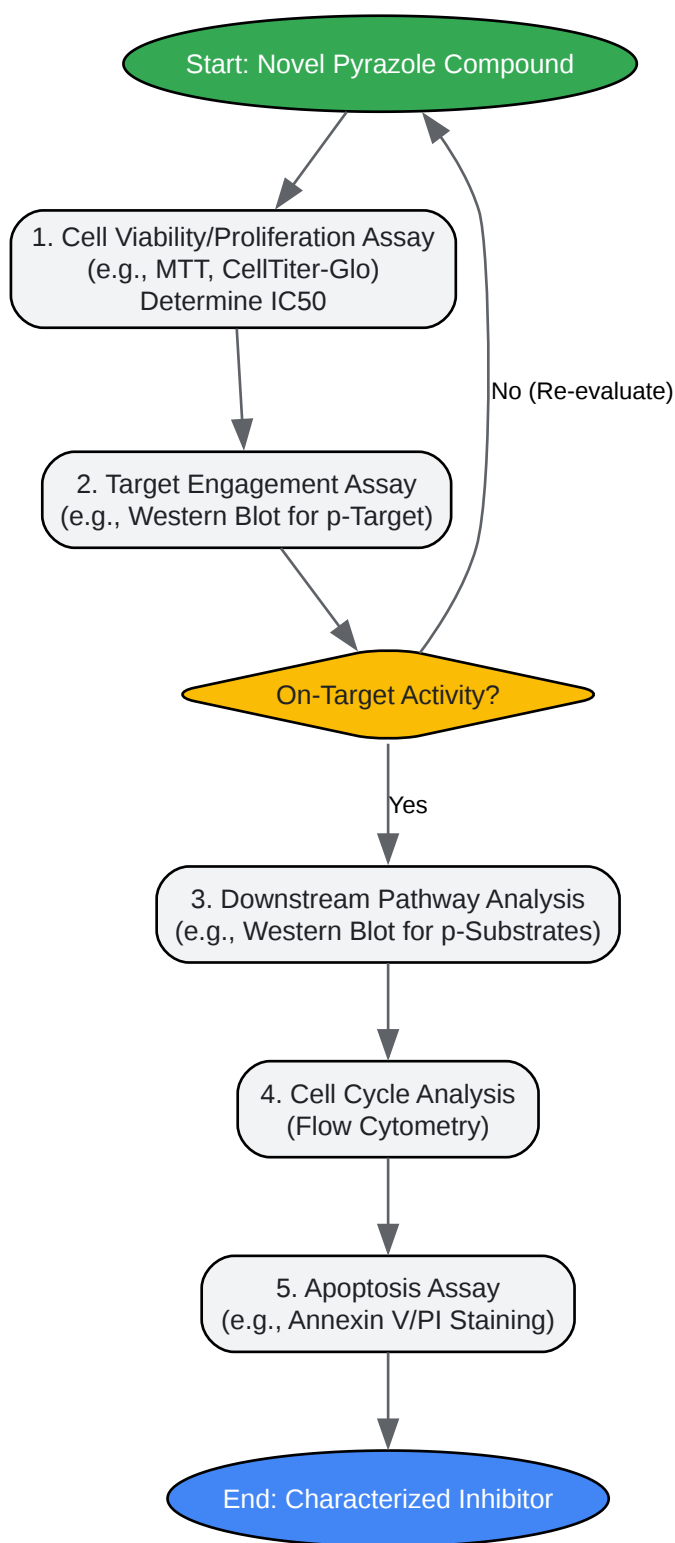 Start: Novel Pyrazole Compound
1. Cell Viability/Proliferation Assay
(e.g., MTT, CellTiter-Glo)
Determine IC50
No (Re-evaluate)
2. Target Engagement Assay
(e.g., Western Blot for p-Target)
On-Target Activity?
Yes
3. Downstream Pathway Analysis
(e.g., Western Blot for p-Substrates)
4. Cell Cycle Analysis
(Flow Cytometry)
5. Apoptosis Assay
(e.g., Annexin V/PI Staining)
End: Characterized Inhibitor